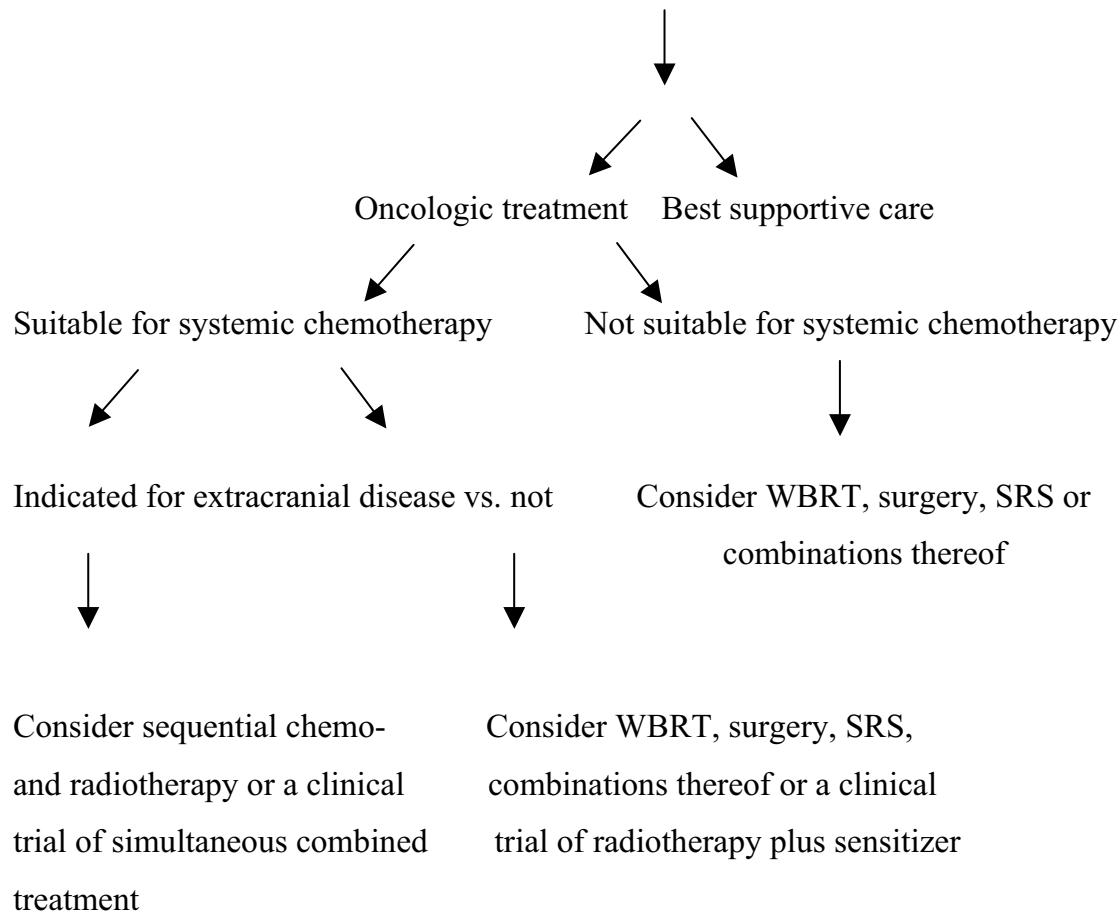 Oncologic treatment Best supportive care
Suitable for systemic chemotherapy Not suitable for systemic chemotherapy
Indicated for extracranial disease vs. not
Consider WBRT, surgery, SRS or
combinations thereof
Consider sequential chemo-
and radiotherapy or a clinical
trial of simultaneous combined
treatment
Consider WBRT, surgery, SRS,
combinations thereof or a clinical
trial of radiotherapy plus sensitizer